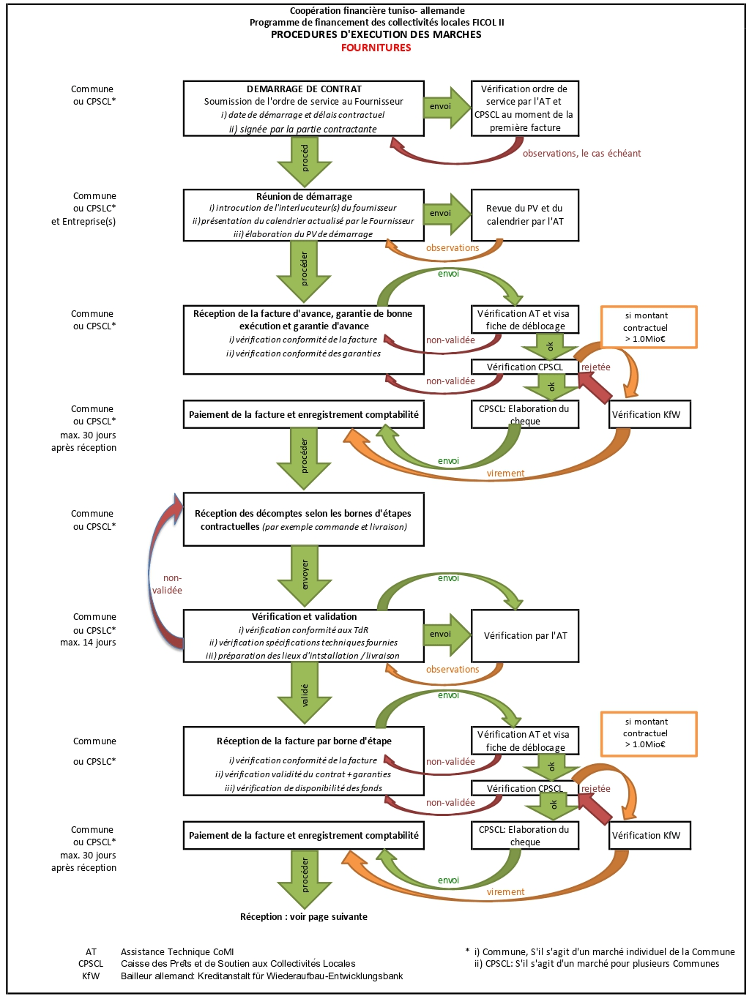 Coopération financière tuniso- allemande
Programme de financement des collectivités locales FICOL II
PROCEDURES D'EXECUTION DES MARCHES
FOURNITURES
Commune
ou CPSCL*
DEMARRAGE DE CONTRAT
Soumission de l'ordre de service au Fournisseur
i) date de démarrage et délais contractuel
ii) signée par la partie contractante
envoi
Vérification ordre de
service par l'AT et
CPSCL au moment de la
première facture
observations, le cas échéant
procéd
Commune
ou CPSLC*
et Entreprise(s)
Réunion de démarrage
i) introcution de l'interlucuteur(s) du fournisseur
ii) présentation du calendrier actualisé par le Fournisseur
iii) élaboration du PV de démarrage
envoi
Revue du PV et du
calendrier par l'AT
observations
procéder
envoi
Commune
ou CPSCL*
Réception de la facture d'avance, garantie de bonne
exécution et garantie d'avance
i) vérification conformité de la facture
ii) vérification conformité des garanties
non-validée
non-validée
Vérification AT et visa
fiche de déblocage
ok
Vérification CPSCL
ok
si montant
contractuel
> 1.0Mio€
rejetée
Commune
ou CPSCL*
max. 30 jours
après réception
Paiement de la facture et enregistrement comptabilité
CPSCL: Elaboration du
cheque
Vérification KfW
envoi
virement
procéder
Commune
ou CPSCL*
Réception des décomptes selon les bornes d'étapes
contractuelles (par exemple commande et livraison)
non-
validée
envoyer
envoi
Commune
ou CPSLC*
max. 14 jours
Vérification et validation
i) vérification conformité aux TdR
ii) vérification spécifications techniques fournies
iii) préparation des lieux d'intstallation / livraison
envoi
Vérification par l'AT
observations
validé
envoi
Commune
ou CPSLC*
Réception de la facture par borne d'étape
i) vérification conformité de la facture
ii) vérification validité du contrat + garanties
iii) vérification de disponibilité des fonds
non-validée
non-validée
Vérification AT et visa
fiche de déblocage
ok
Vérification CPSCL
ok
si montant
contractuel
> 1.0Mio€
rejetée
Commune
ou CPSCL*
max. 30 jours
après réception
Paiement de la facture et enregistrement comptabilité
CPSCL: Elaboration du
cheque
Vérification KfW
envoi
virement
procéder
Réception : voir page suivante
AT Assistance Technique CoMI
CPSCL Caisse des Prêts et de Soutien aux Collectivités Locales
KfW Bailleur allemand: Kreditanstalt für Wiederaufbau-Entwicklungsbank
* i) Commune, S'il s'agit d'un marché individuel de la Commune
ii) CPSCL: S'il s'agit d'un marché pour plusieurs Communes